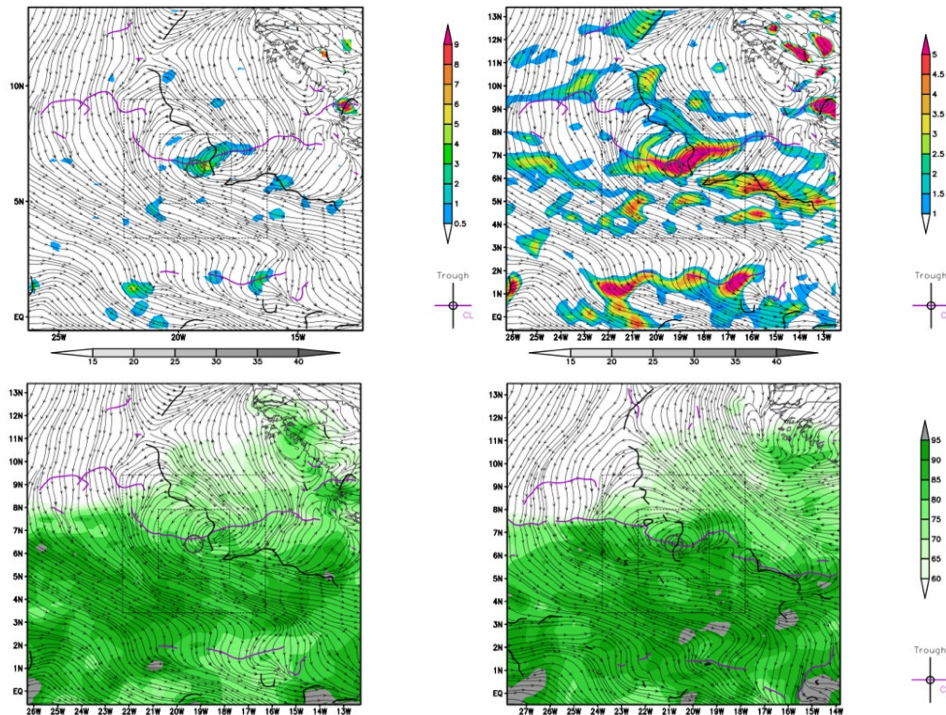 10N
5N
EQ
25W 20W 15W
9
8
7
6
5
4
3
2
1
0.5
Trough
CL
15 20 25 30 35 40
13N
12N
11N
10N
9N
8N
7N
6N
5N
4N
3N
2N
1N
EQ
26W 25W 24W 23W 22W 21W 20W 19W 18W 17W 16W 15W 14W 13W
5
4.5
4
3.5
3
2.5
2
1.5
1
Trough
C
15 20 25 30 35 40
13N
12N
11N
10N
9N
8N
7N
6N
5N
4N
3N
2N
1N
EQ
26W 25W 24W 23W 22W 21W 20W 19W 18W 17W 16W 15W 14W 13W
13N
12N
11N
10N
9N
8N
7N
6N
5N
4N
3N
2N
1N
EQ
27W 26W 25W 24W 23W 22W 21W 20W 19W 18W 17W 16W 15W 14W
95
90
85
80
75
70
65
60
Trough
C